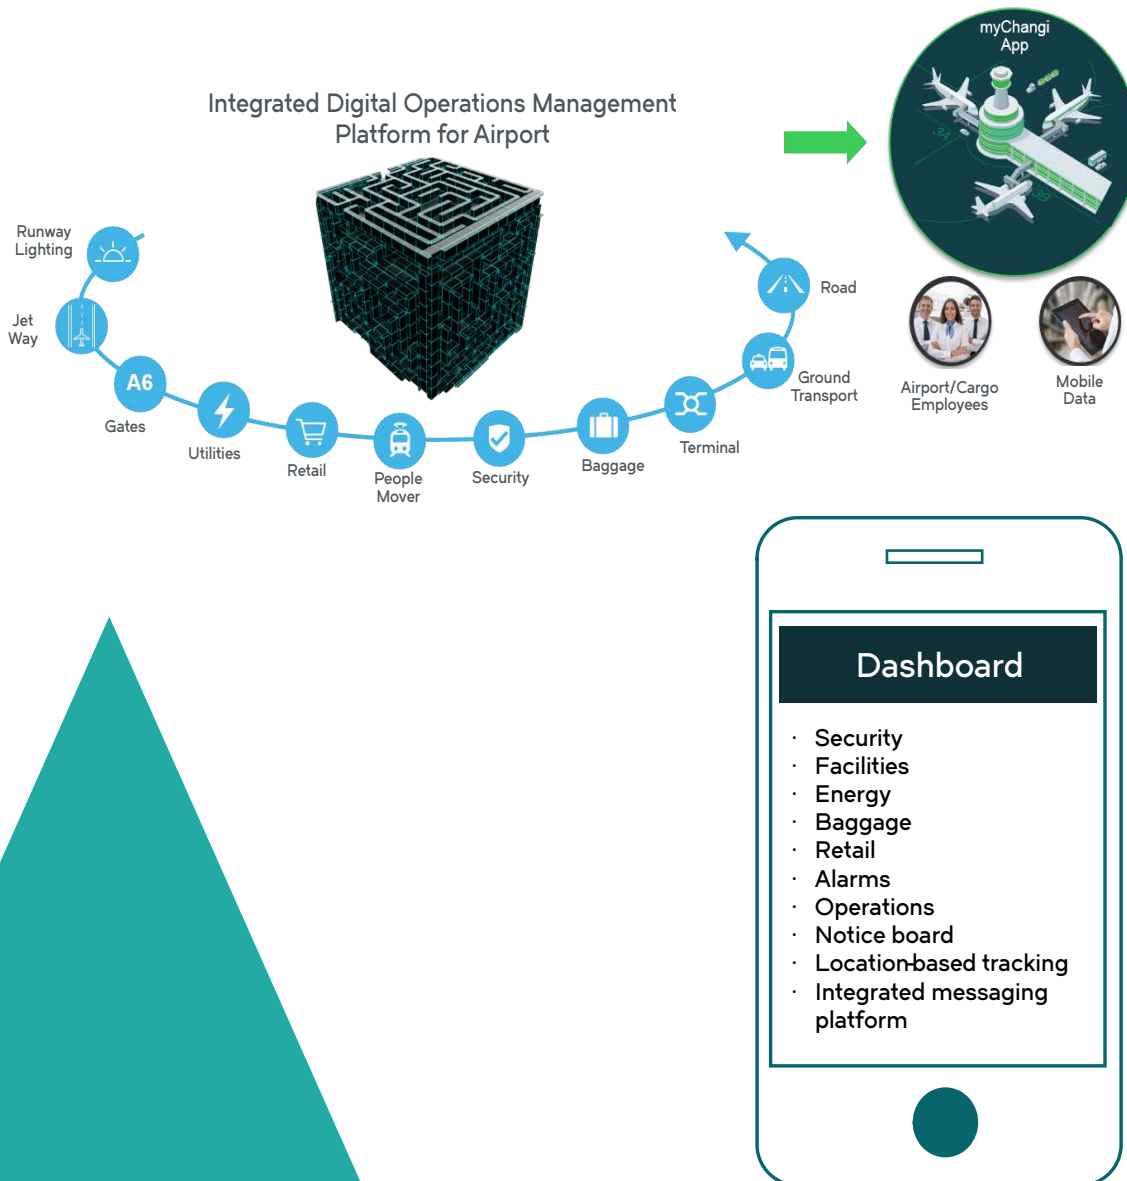 myChangi
App
Integrated Digital Operations Management
Platform for Airport
Runway
Lighting
Jet
Way
A6
Gates
Utilities
Retail
People
Mover
Security
Baggage
Terminal
Ground
Transport
Road
3A
3B
Airport/Cargo
Employees
Mobile
Data
Dashboard
· Security
· Facilities
· Energy
· Baggage
· Retail
· Alarms
· Operations
· Notice board
· Location-based tracking
· Integrated messaging
platform